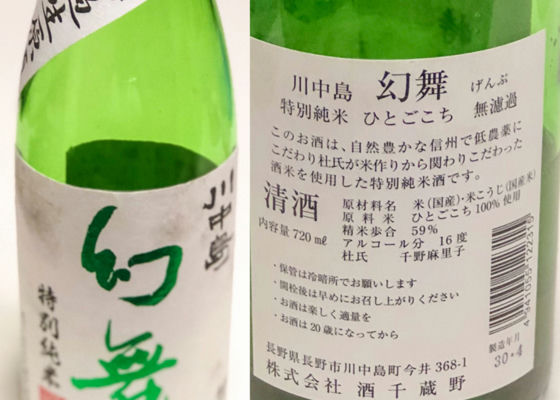 川中島
幻舞
特別純米
川中島 幻舞 げんぶ
特別純米 ひとごこち 無濾過
このお酒は、自然豊かな信州で低農薬に
こだわり杜氏が米作りから関わりこだわった
酒米を使用した特別純米酒です。
清酒
内容量 720㎖
原材料名 米(国産)・米こうじ(国産米)
原料米 ひとごこち100%使用
精米歩合 59%
アルコール分 16度
杜氏 千野麻里子
・保管は冷暗所でお願いします
・開栓後は早めにお召し上がりください
・お酒は楽しく適量を
・お酒は20歳になってから
4941095122319
製造年月
30・4
長野県長野市川中島町今井368-1
株式会社 酒千蔵野